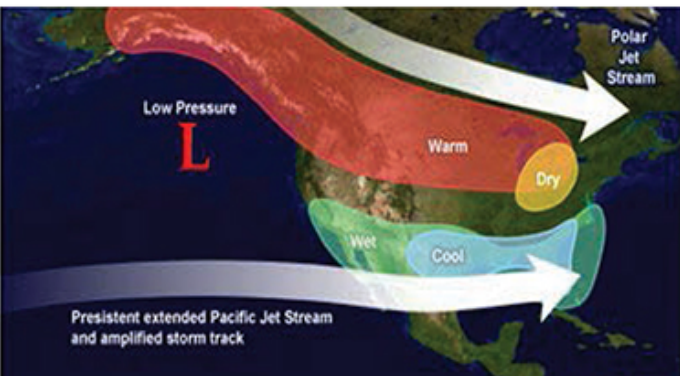 Polar
Jet
Stream
Low Pressure
L
Warm
Dry
Wet
Cool
Presistent extended Pacific Jet Stream
and amplified storm track